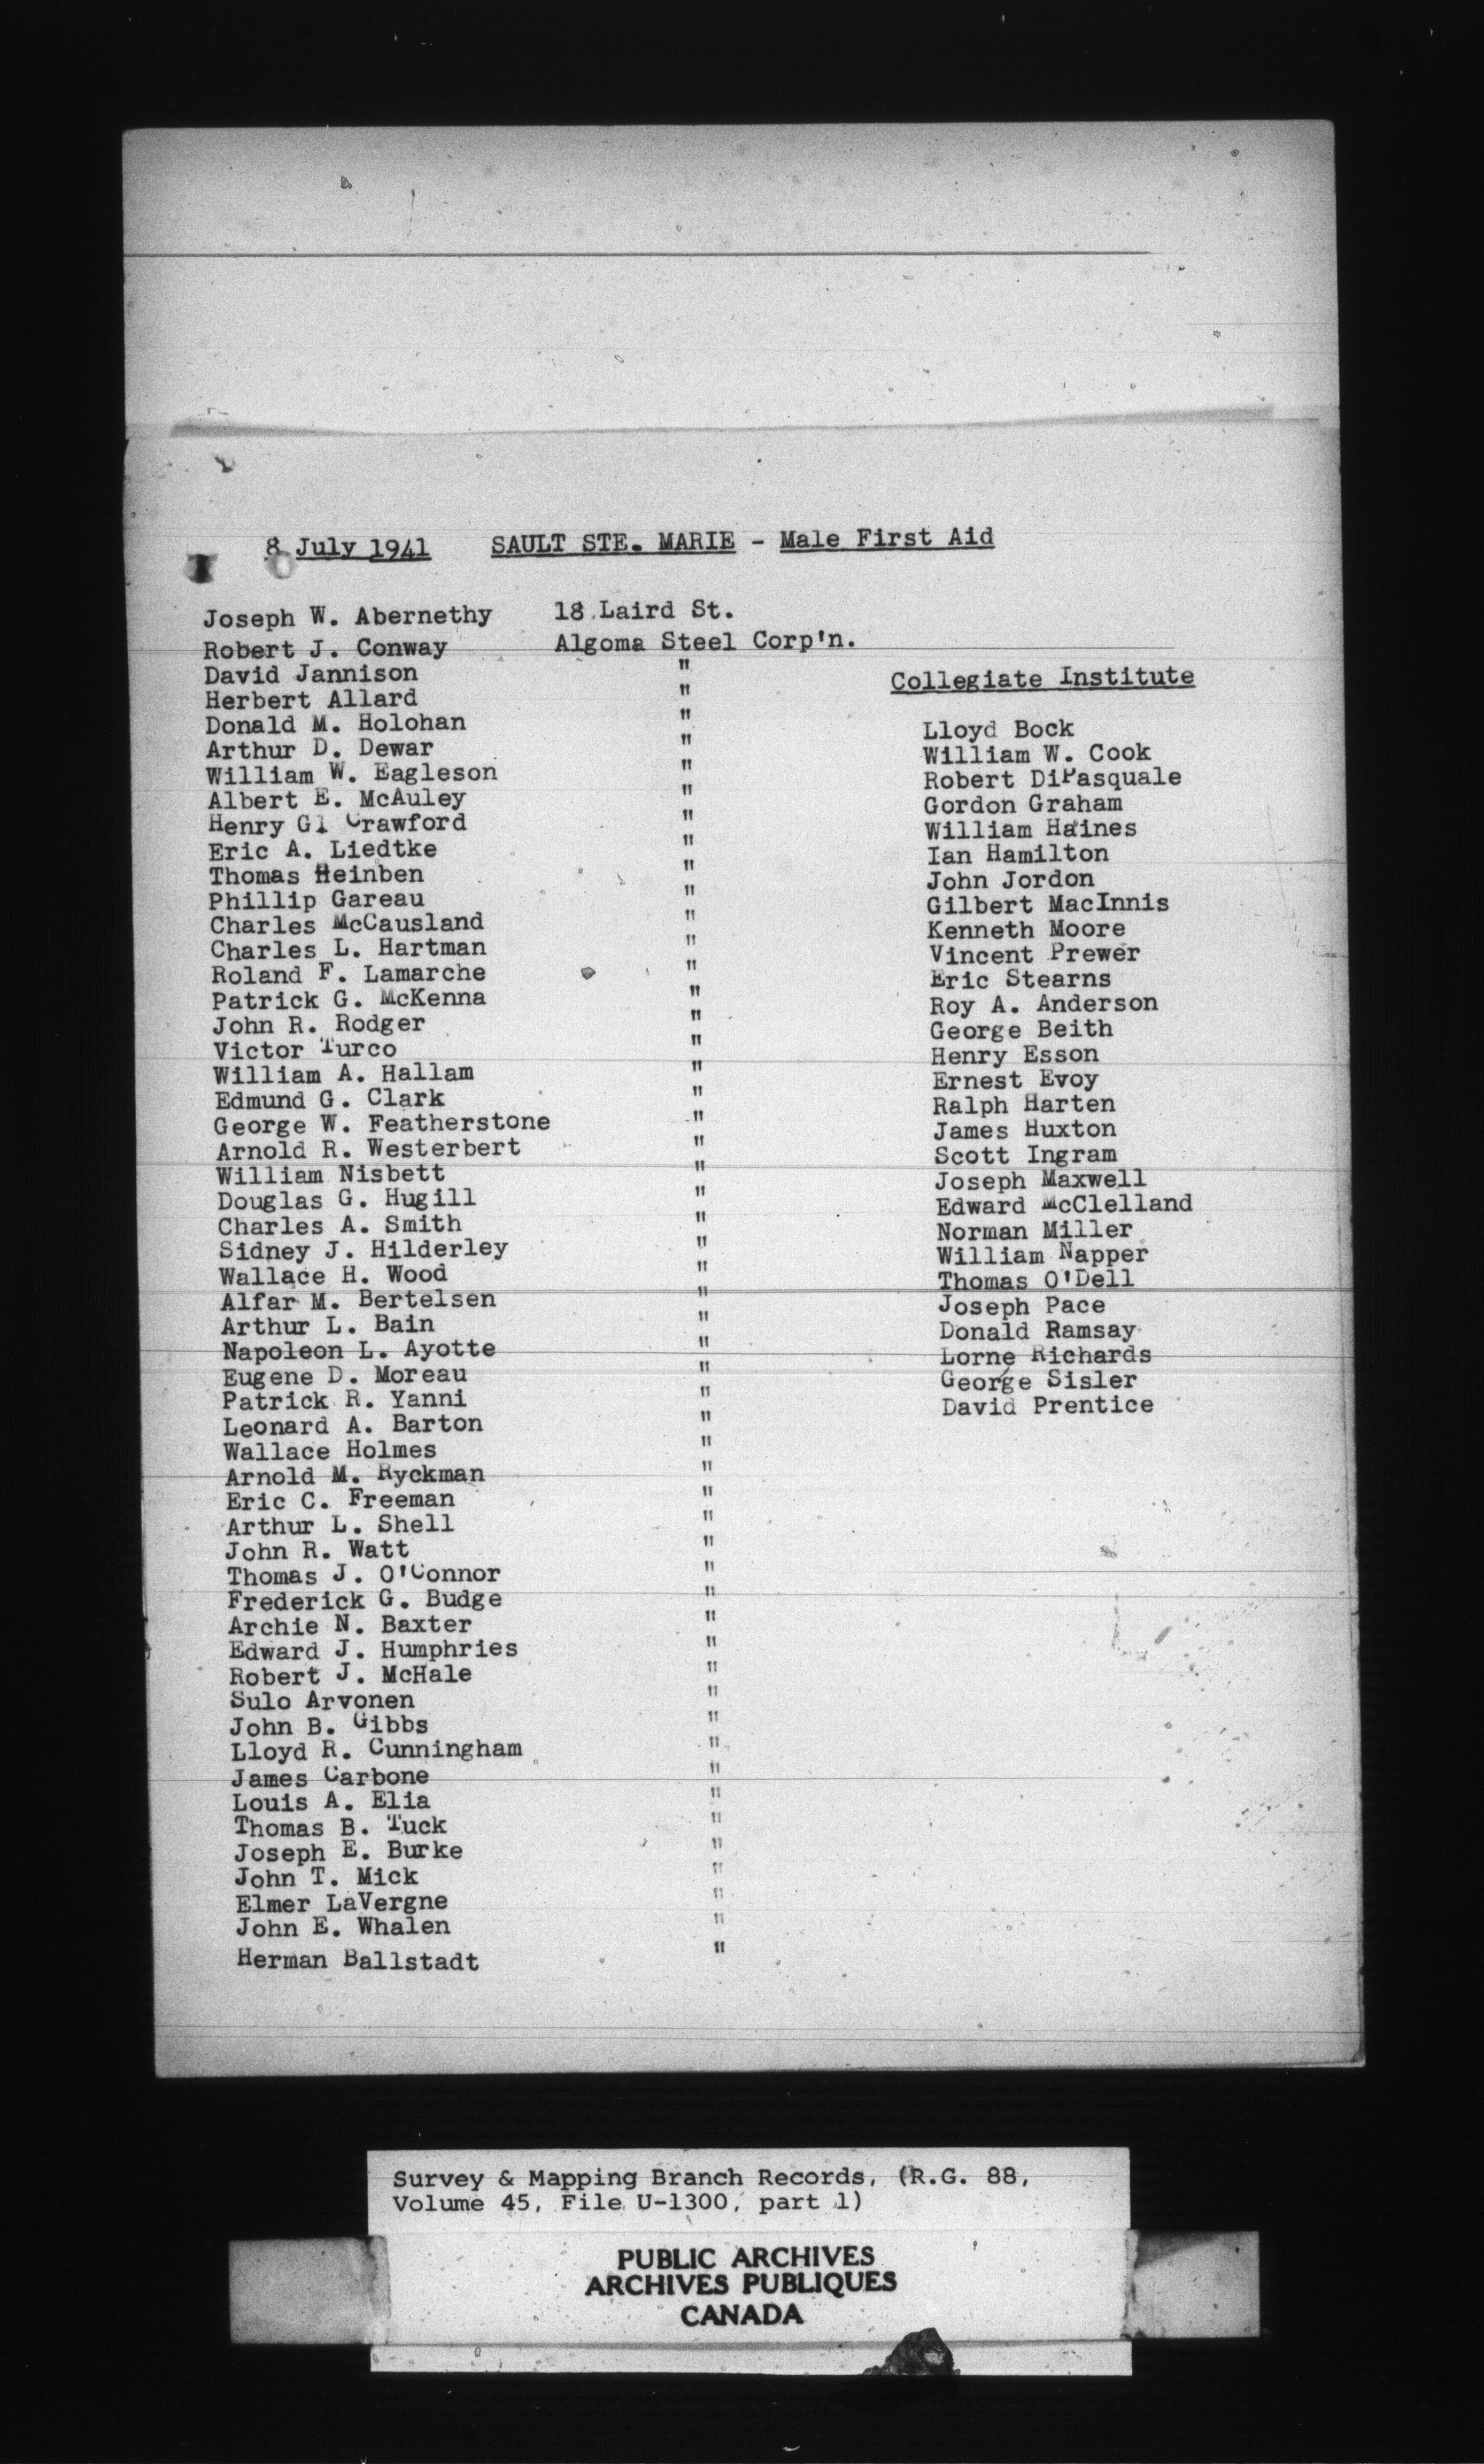 8 July 1941 SAULT STE. MARIE - Male First Aid
Joseph W. Abernethy 18 Laird St.
Robert J. Conway Algoma Steel Corp'n.
David Jannison "
Herbert Allard "
Donald M. Holohan "
Arthur D. Dewar "
William W. Eagleson "
Albert E. McAuley "
Henry Gl Crawford "
Eric A. Liedtke "
Thomas Heinben "
Phillip Gareau "
Charles McCausland "
Charles L. Hartman "
Roland F. Lamarche "
Patrick G. McKenna "
John R. Rodger "
Victor Turco "
William A. Hallam "
Edmund G. Clark "
George W. Featherstone "
Arnold R. Westerbert "
William Nisbett "
Douglas G. Hugill "
Charles A. Smith "
Sidney J. Hilderley "
Wallace H. Wood "
Alfar M. Bertelsen "
Arthur L. Bain "
Napoleon L. Ayotte "
Eugene D. Moreau "
Patrick R. Yanni "
Leonard A. Barton "
Wallace Holmes "
Arnold M. Ryckman "
Eric C. Freeman "
Arthur L. Shell "
John R. Watt "
Thomas J. O'Connor "
Frederick G. Budge "
Archie N. Baxter "
Edward J. Humphries "
Robert J. McHale "
Sulo Arvonen "
John B. Gibbs "
Lloyd R. Cunningham "
James Carbone "
Louis A. Elia "
Thomas B. Tuck "
Joseph E. Burke "
John T. Mick "
Elmer LaVergne "
John E. Whalen "
Herman Ballstadt "
Collegiate Institute
Lloyd Bock
William W. Cook
Robert DiPasquale
Gordon Graham
William Haines
Ian Hamilton
John Jordon
Gilbert MacInnis
Kenneth Moore
Vincent Prewer
Eric Stearns
Roy A. Anderson
George Beith
Henry Esson
Ernest Evoy
Ralph Harten
James Huxton
Scott Ingram
Joseph Maxwell
Edward McClelland
Norman Miller
William Napper
Thomas O'Dell
Joseph Pace
Donald Ramsay
Lorne Richards
George Sisler
David Prentice
Survey & Mapping Branch Records, (R.G. 88,
Volume 45, File U-1300, part 1)
PUBLIC ARCHIVES
ARCHIVES PUBLIQUES
CANADA